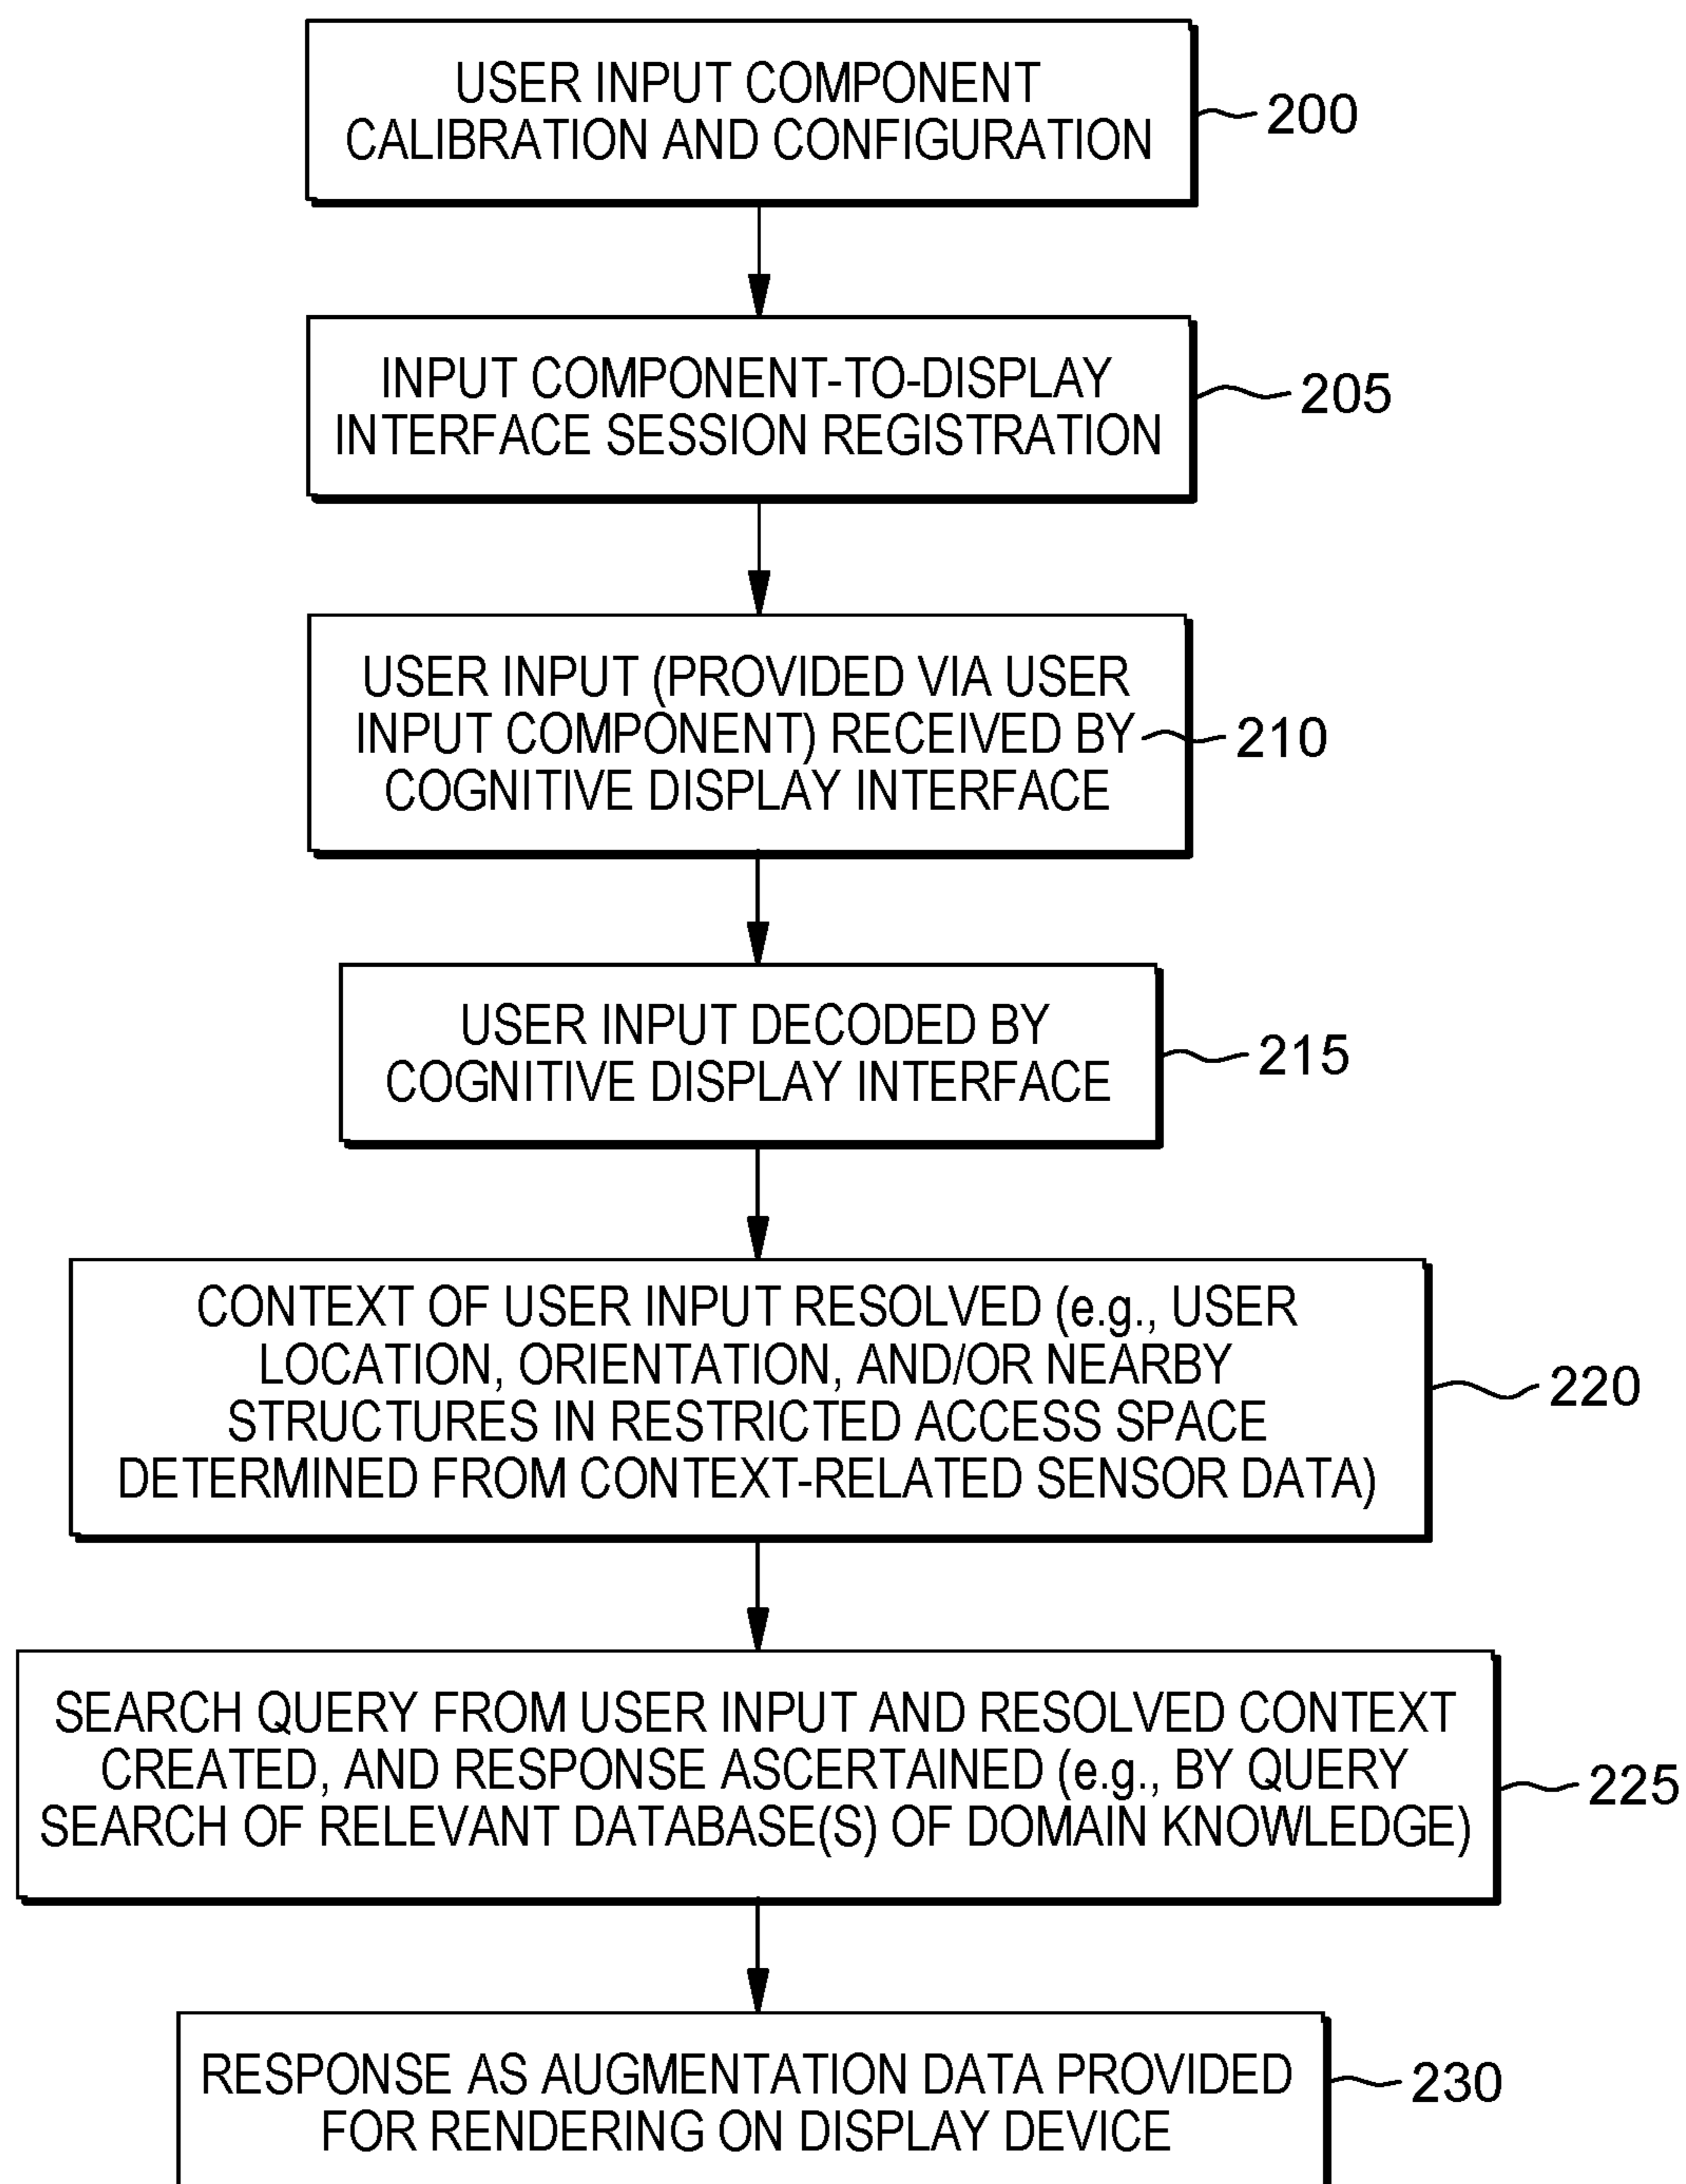 USER INPUT COMPONENT
CALIBRATION AND CONFIGURATION
200
INPUT COMPONENT-TO-DISPLAY
INTERFACE SESSION REGISTRATION
205
USER INPUT (PROVIDED VIA USER
INPUT COMPONENT) RECEIVED BY
COGNITIVE DISPLAY INTERFACE
210
USER INPUT DECODED BY
COGNITIVE DISPLAY INTERFACE
215
CONTEXT OF USER INPUT RESOLVED (e.g., USER
LOCATION, ORIENTATION, AND/OR NEARBY
STRUCTURES IN RESTRICTED ACCESS SPACE
DETERMINED FROM CONTEXT-RELATED SENSOR DATA)
220
SEARCH QUERY FROM USER INPUT AND RESOLVED CONTEXT
CREATED, AND RESPONSE ASCERTAINED (e.g., BY QUERY
SEARCH OF RELEVANT DATABASE(S) OF DOMAIN KNOWLEDGE)
225
RESPONSE AS AUGMENTATION DATA PROVIDED
FOR RENDERING ON DISPLAY DEVICE
230